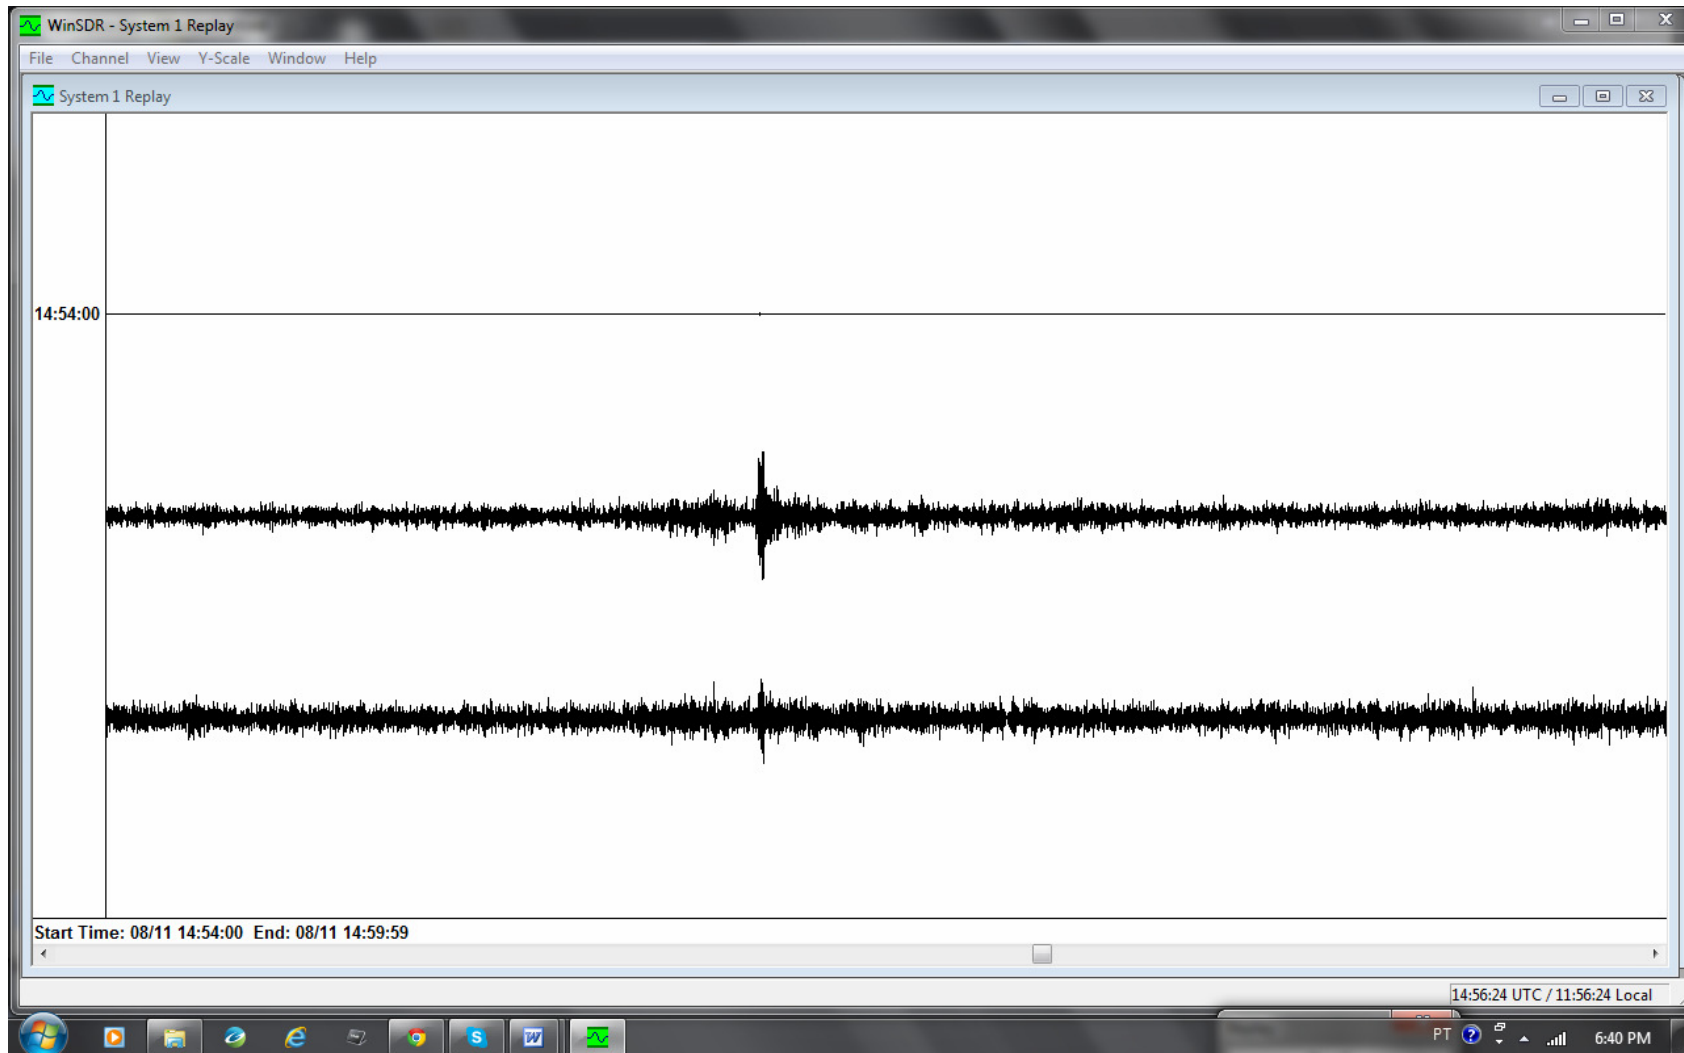 WinSDR - System 1 Replay
File Channel View Y-Scale Window Help
System 1 Replay
14:54:00
Start Time: 08/11 14:54:00 End: 08/11 14:59:59
14:56:24 UTC / 11:56:24 Local
PT 6:40 PM